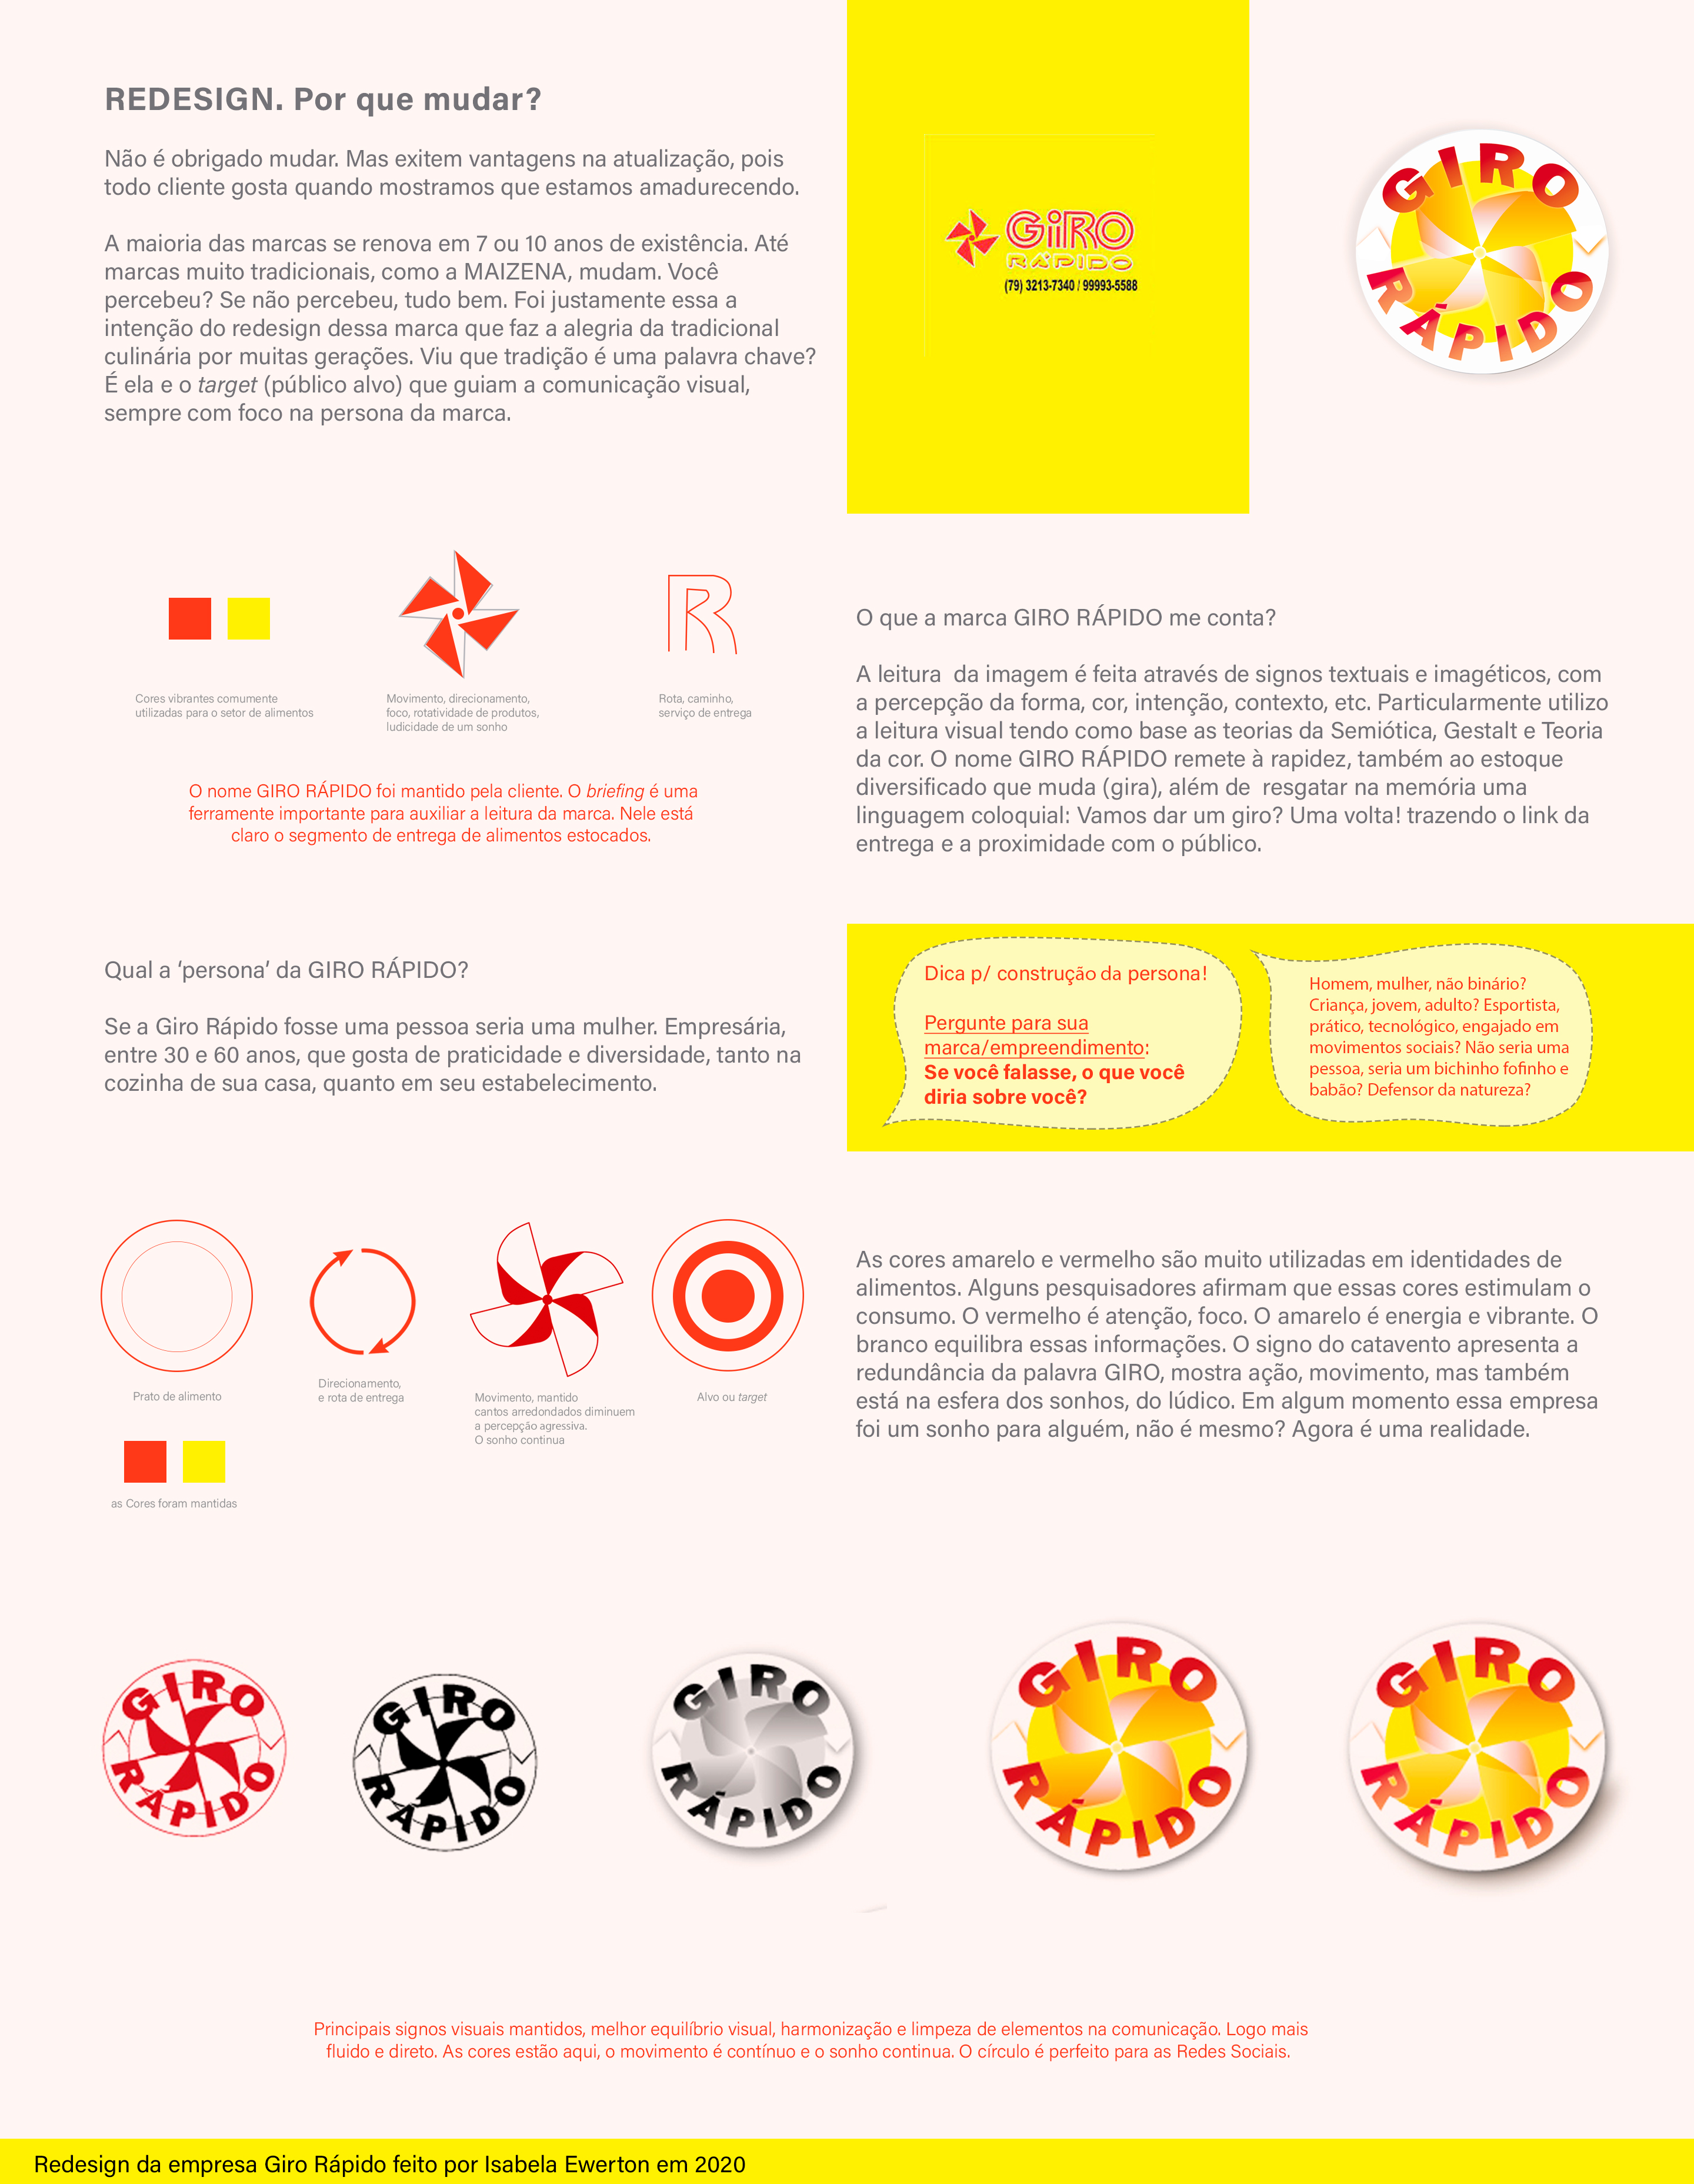 REDESIGN. Por que mudar?
Não é obrigado mudar. Mas exitem vantagens na atualização, pois
todo cliente gosta quando mostramos que estamos amadurecendo.
A maioria das marcas se renova em 7 ou 10 anos de existência. Até
marcas muito tradicionais, como a MAIZENA, mudam. Você
percebeu? Se não percebeu, tudo bem. Foi justamente essa a
intenção do redesign dessa marca que faz a alegria da tradicional
culinária por muitas gerações. Viu que tradição é uma palavra chave?
É ela e o target (público alvo) que guiam a comunicação visual,
sempre com foco na persona da marca.
GiRO
RÁPIDO
(79) 3213-7340 / 99993-5588
GIRO
RÁPIDO
Cores vibrantes comumente
utilizadas para o setor de alimentos
Movimento, direcionamento,
foco, rotatividade de produtos,
ludicidade de um sonho
R
Rota, caminho,
serviço de entrega
O nome GIRO RÁPIDO foi mantido pela cliente. O briefing é uma
ferramente importante para auxiliar a leitura da marca. Nele está
claro o segmento de entrega de alimentos estocados.
O que a marca GIRO RÁPIDO me conta?
A leitura  da imagem é feita através de signos textuais e imagéticos, com
a percepção da forma, cor, intenção, contexto, etc. Particularmente utilizo
a leitura visual tendo como base as teorias da Semiótica, Gestalt e Teoria
da cor. O nome GIRO RÁPIDO remete à rapidez, também ao estoque
diversificado que muda (gira), além de  resgatar na memória uma
linguagem coloquial: Vamos dar um giro? Uma volta! trazendo o link da
entrega e a proximidade com o público.
Qual a ‘persona’ da GIRO RÁPIDO?
Se a Giro Rápido fosse uma pessoa seria uma mulher. Empresária,
entre 30 e 60 anos, que gosta de praticidade e diversidade, tanto na
cozinha de sua casa, quanto em seu estabelecimento.
Dica p/ construção da persona!
Pergunte para sua
marca/empreendimento:
Se você falasse, o que você
diria sobre você?
Homem, mulher, não binário?
Criança, jovem, adulto? Esportista,
prático, tecnológico, engajado em
movimentos sociais? Não seria uma
pessoa, seria um bichinho fofinho e
babão? Defensor da natureza?
Prato de alimento
Direcionamento,
e rota de entrega
Movimento, mantido
cantos arredondados diminuem
a percepção agressiva.
O sonho continua
Alvo ou target
as Cores foram mantidas
As cores amarelo e vermelho são muito utilizadas em identidades de
alimentos. Alguns pesquisadores afirmam que essas cores estimulam o
consumo. O vermelho é atenção, foco. O amarelo é energia e vibrante. O
branco equilibra essas informações. O signo do catavento apresenta a
redundância da palavra GIRO, mostra ação, movimento, mas também
está na esfera dos sonhos, do lúdico. Em algum momento essa empresa
foi um sonho para alguém, não é mesmo? Agora é uma realidade.
GIRO
RÁPIDO
GIRO
RÁPIDO
GIRO
RÁPIDO
GIRO
RÁPIDO
GIRO
RÁPIDO
Principais signos visuais mantidos, melhor equilíbrio visual, harmonização e limpeza de elementos na comunicação. Logo mais
fluido e direto. As cores estão aqui, o movimento é contínuo e o sonho continua. O círculo é perfeito para as Redes Sociais.
Redesign da empresa Giro Rápido feito por Isabela Ewerton em 2020